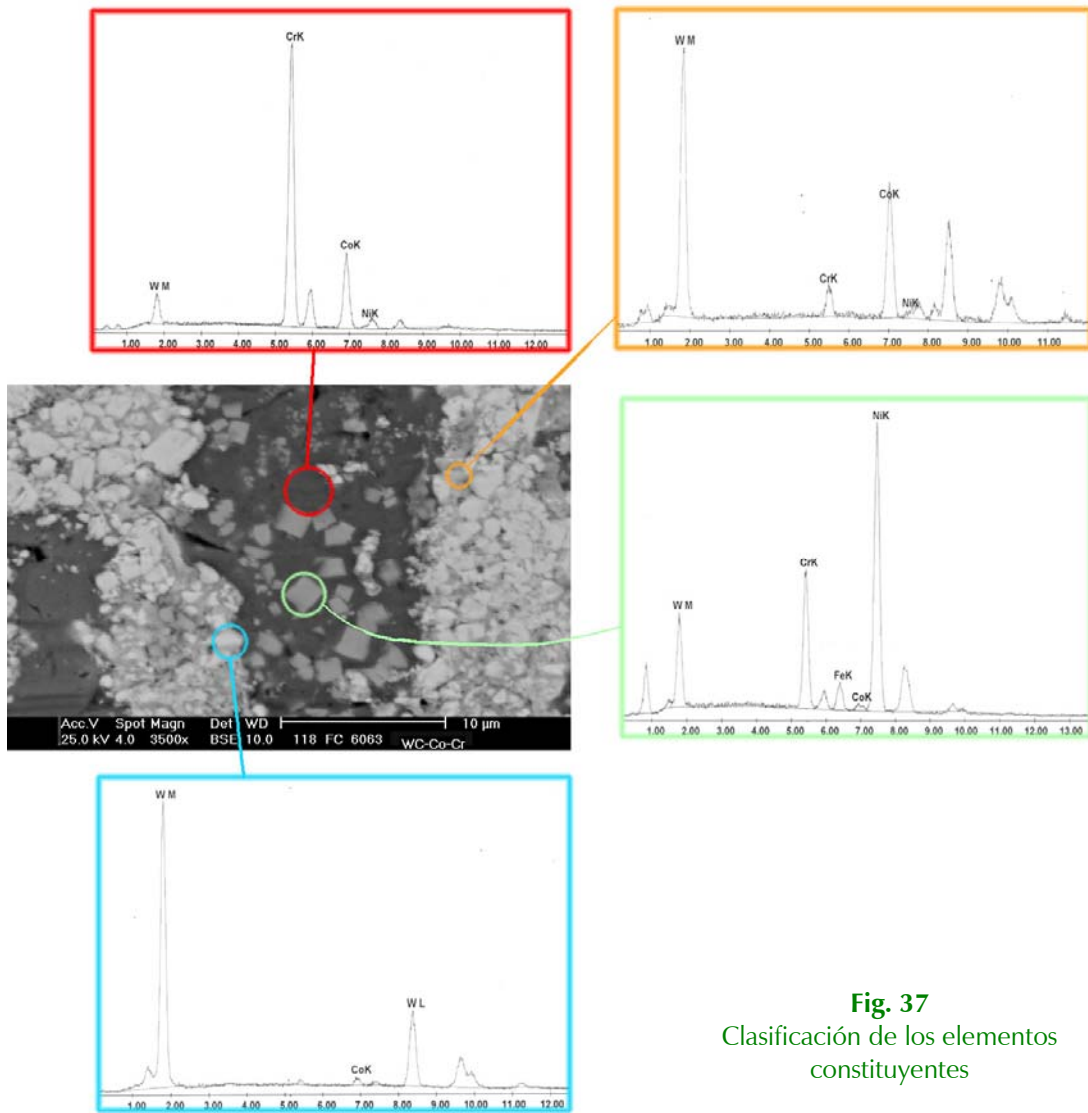 CrK
CoK
W M
NiK
1.00 2.00 3.00 4.00 5.00 6.00 7.00 8.00 9.00 10.00 11.00 12.00
W M
CoK
CrK
NiK
1.00 2.00 3.00 4.00 5.00 6.00 7.00 8.00 9.00 10.00 11.00
NiK
CrK
W M
FeK
CoK
1.00 2.00 3.00 4.00 5.00 6.00 7.00 8.00 9.00 10.00 11.00 12.00 13.00
Acc.V Spot Magn Det WD 10 µm
25.0 kV 4.0 3500x BSE 10.0 118 FC 6063 WC-Co-Cr
W M
W L
CoK
1.00 2.00 3.00 4.00 5.00 6.00 7.00 8.00 9.00 10.00 11.00 12.00
Fig. 37
Clasificación de los elementos
constituyentes